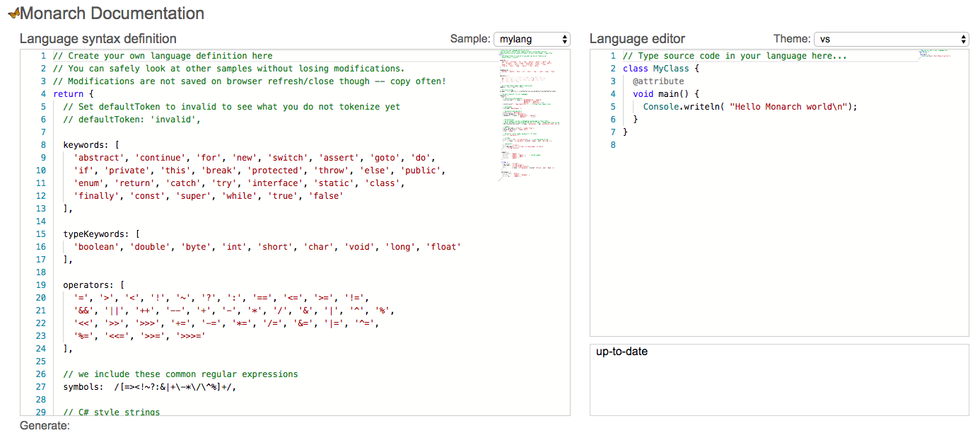 Monarch Documentation
Language syntax definition
Sample: mylang
1 // Create your own language definition here
2 // You can safely look at other samples without losing modifications.
3 // Modifications are not saved on browser refresh/close though -- copy often!
4 return {
5 // Set defaultToken to invalid to see what you do not tokenize yet
6 // defaultToken: 'invalid',
7
8 keywords: [
9 'abstract', 'continue', 'for', 'new', 'switch', 'assert', 'goto', 'do',
10 'if', 'private', 'this', 'break', 'protected', 'throw', 'else', 'public',
11 'enum', 'return', 'catch', 'try', 'interface', 'static', 'class',
12 'finally', 'const', 'super', 'while', 'true', 'false'
13 ],
14
15 typeKeywords: [
16 'boolean', 'double', 'byte', 'int', 'short', 'char', 'void', 'long', 'float'
17 ],
18
19 operators: [
20 '=', '>', '<', '!', '~', '?', ':', '==', '<=', '>=', '!=',
21 '&&', '||', '++', '--', '+', '-', '*', '/', '&', '|', '^', '%',
22 '<<', '>>', '>>>', '+=', '-=', '*=', '/=', '&=', '|=', '^=',
23 '%=', '<<=', '>>=', '>>>='
24 ],
25
26 // we include these common regular expressions
27 symbols: /[=><!~?:&|+\-*\/\^%]+/,
28
29 // C# style strings
Generate:
Language editor
Theme: vs
1 // Type source code in your language here...
2 class MyClass {
3 @attribute
4 void main() {
5 Console.writeln( "Hello Monarch world\n");
6 }
7 }
8
up-to-date